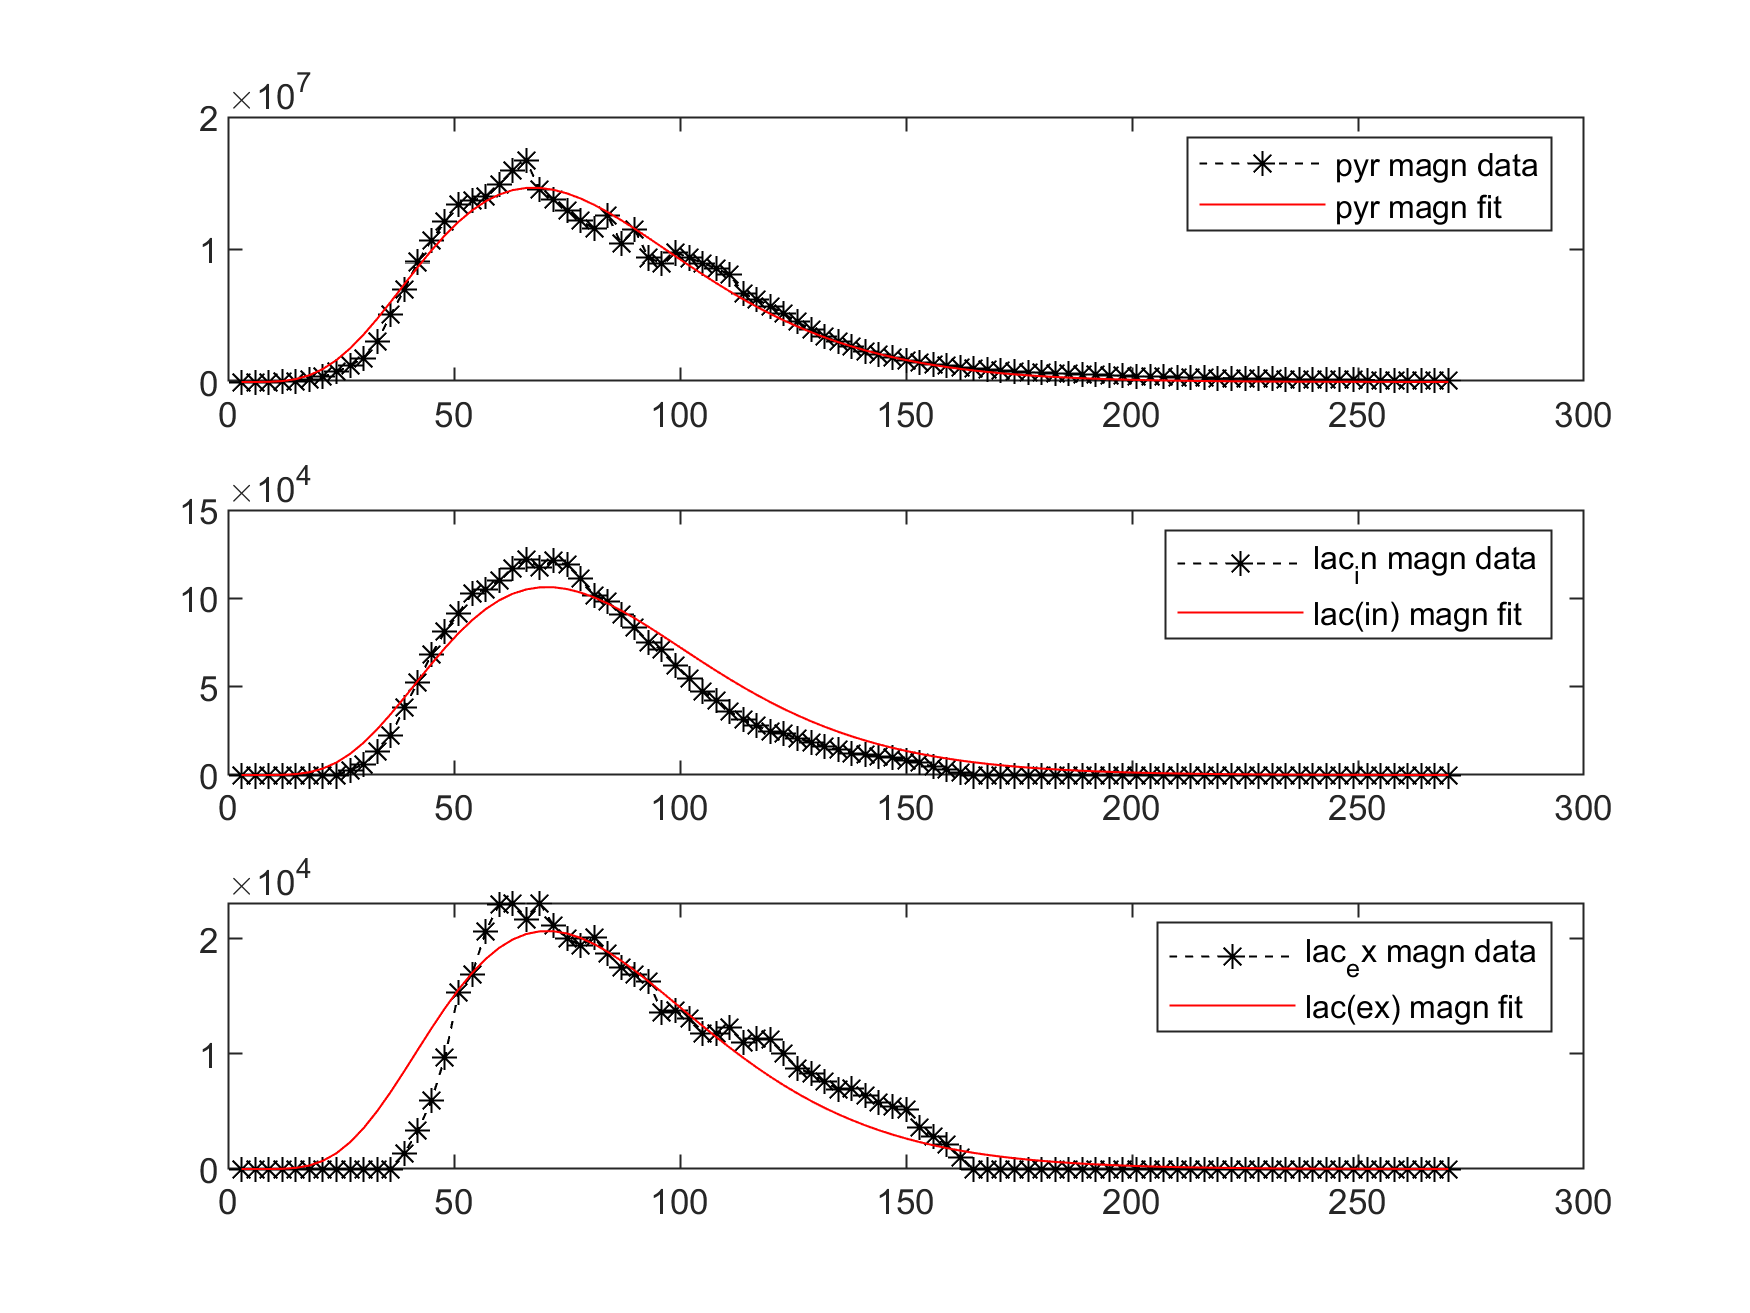 ×10^7
2
1
0
0 50 100 150 200 250 300
pyr magn data
pyr magn fit
×10^4
15
10
5
0
0 50 100 150 200 250 300
lac_in magn data
lac(in) magn fit
×10^4
2
1
0
0 50 100 150 200 250 300
lac_ex magn data
lac(ex) magn fit